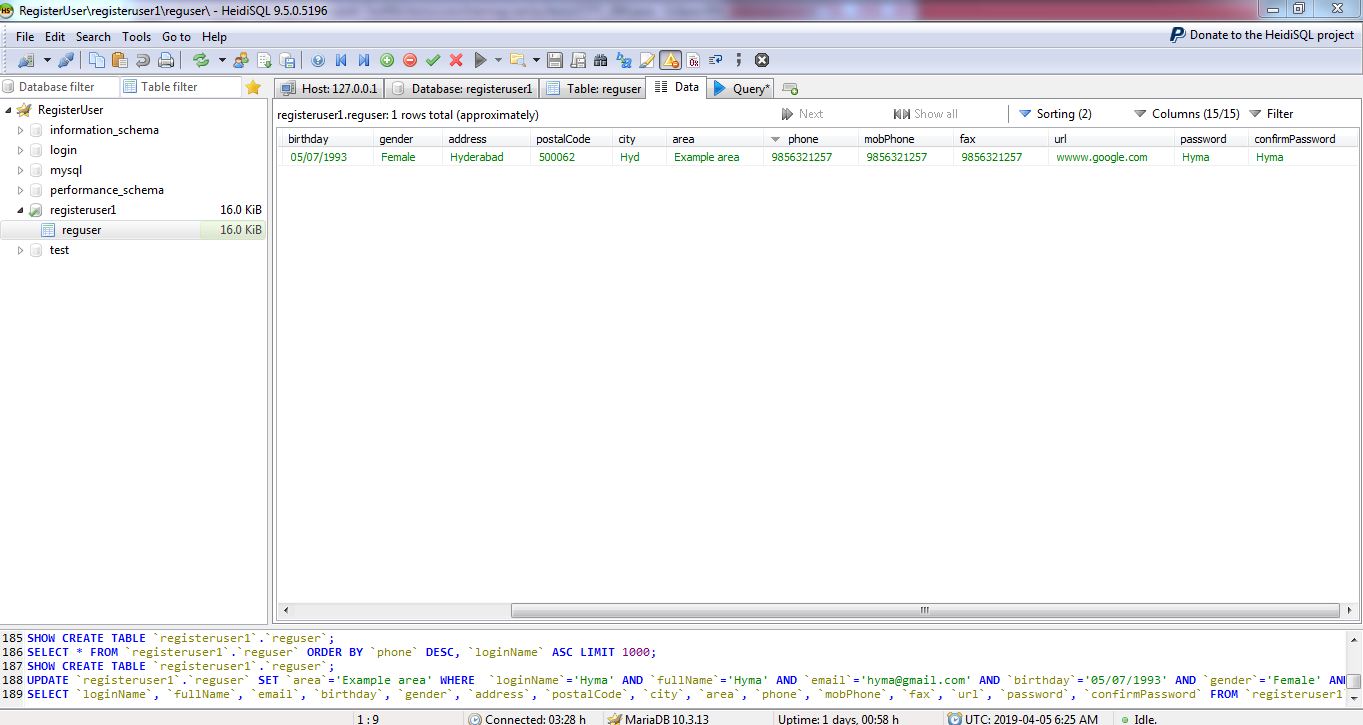 RegisterUser\registeruser1\reguser\ - HeidiSQL 9.5.0.5196
File Edit Search Tools Go to Help
Donate to the HeidiSQL project
Database filter Table filter
Host: 127.0.0.1 Database: registeruser1 Table: reguser Data Query*
RegisterUser
information_schema
login
mysql
performance_schema
registeruser1 16.0 KiB
reguser 16.0 KiB
test
registeruser1.reguser: 1 rows total (approximately) Next Show all Sorting (2) Columns (15/15) Filter
birthday gender address postalCode city area phone mobPhone fax url password confirmPassword
05/07/1993 Female Hyderabad 500062 Hyd Example area 9856321257 9856321257 9856321257 wwww.google.com Hyma Hyma
185 SHOW CREATE TABLE `registeruser1`.`reguser`;
186 SELECT * FROM `registeruser1`.`reguser` ORDER BY `phone` DESC, `loginName` ASC LIMIT 1000;
187 SHOW CREATE TABLE `registeruser1`.`reguser`;
188 UPDATE `registeruser1`.`reguser` SET `area`='Example area' WHERE  `loginName`='Hyma' AND `fullName`='Hyma' AND `email`='hyma@gmail.com' AND `birthday`='05/07/1993' AND `gender`='Female' AN
189 SELECT `loginName`, `fullName`, `email`, `birthday`, `gender`, `address`, `postalCode`, `city`, `area`, `phone`, `mobPhone`, `fax`, `url`, `password`, `confirmPassword` FROM `registeruser1
1 : 9 Connected: 03:28 h MariaDB 10.3.13 Uptime: 1 days, 00:58 h UTC: 2019-04-05 6:25 AM Idle.